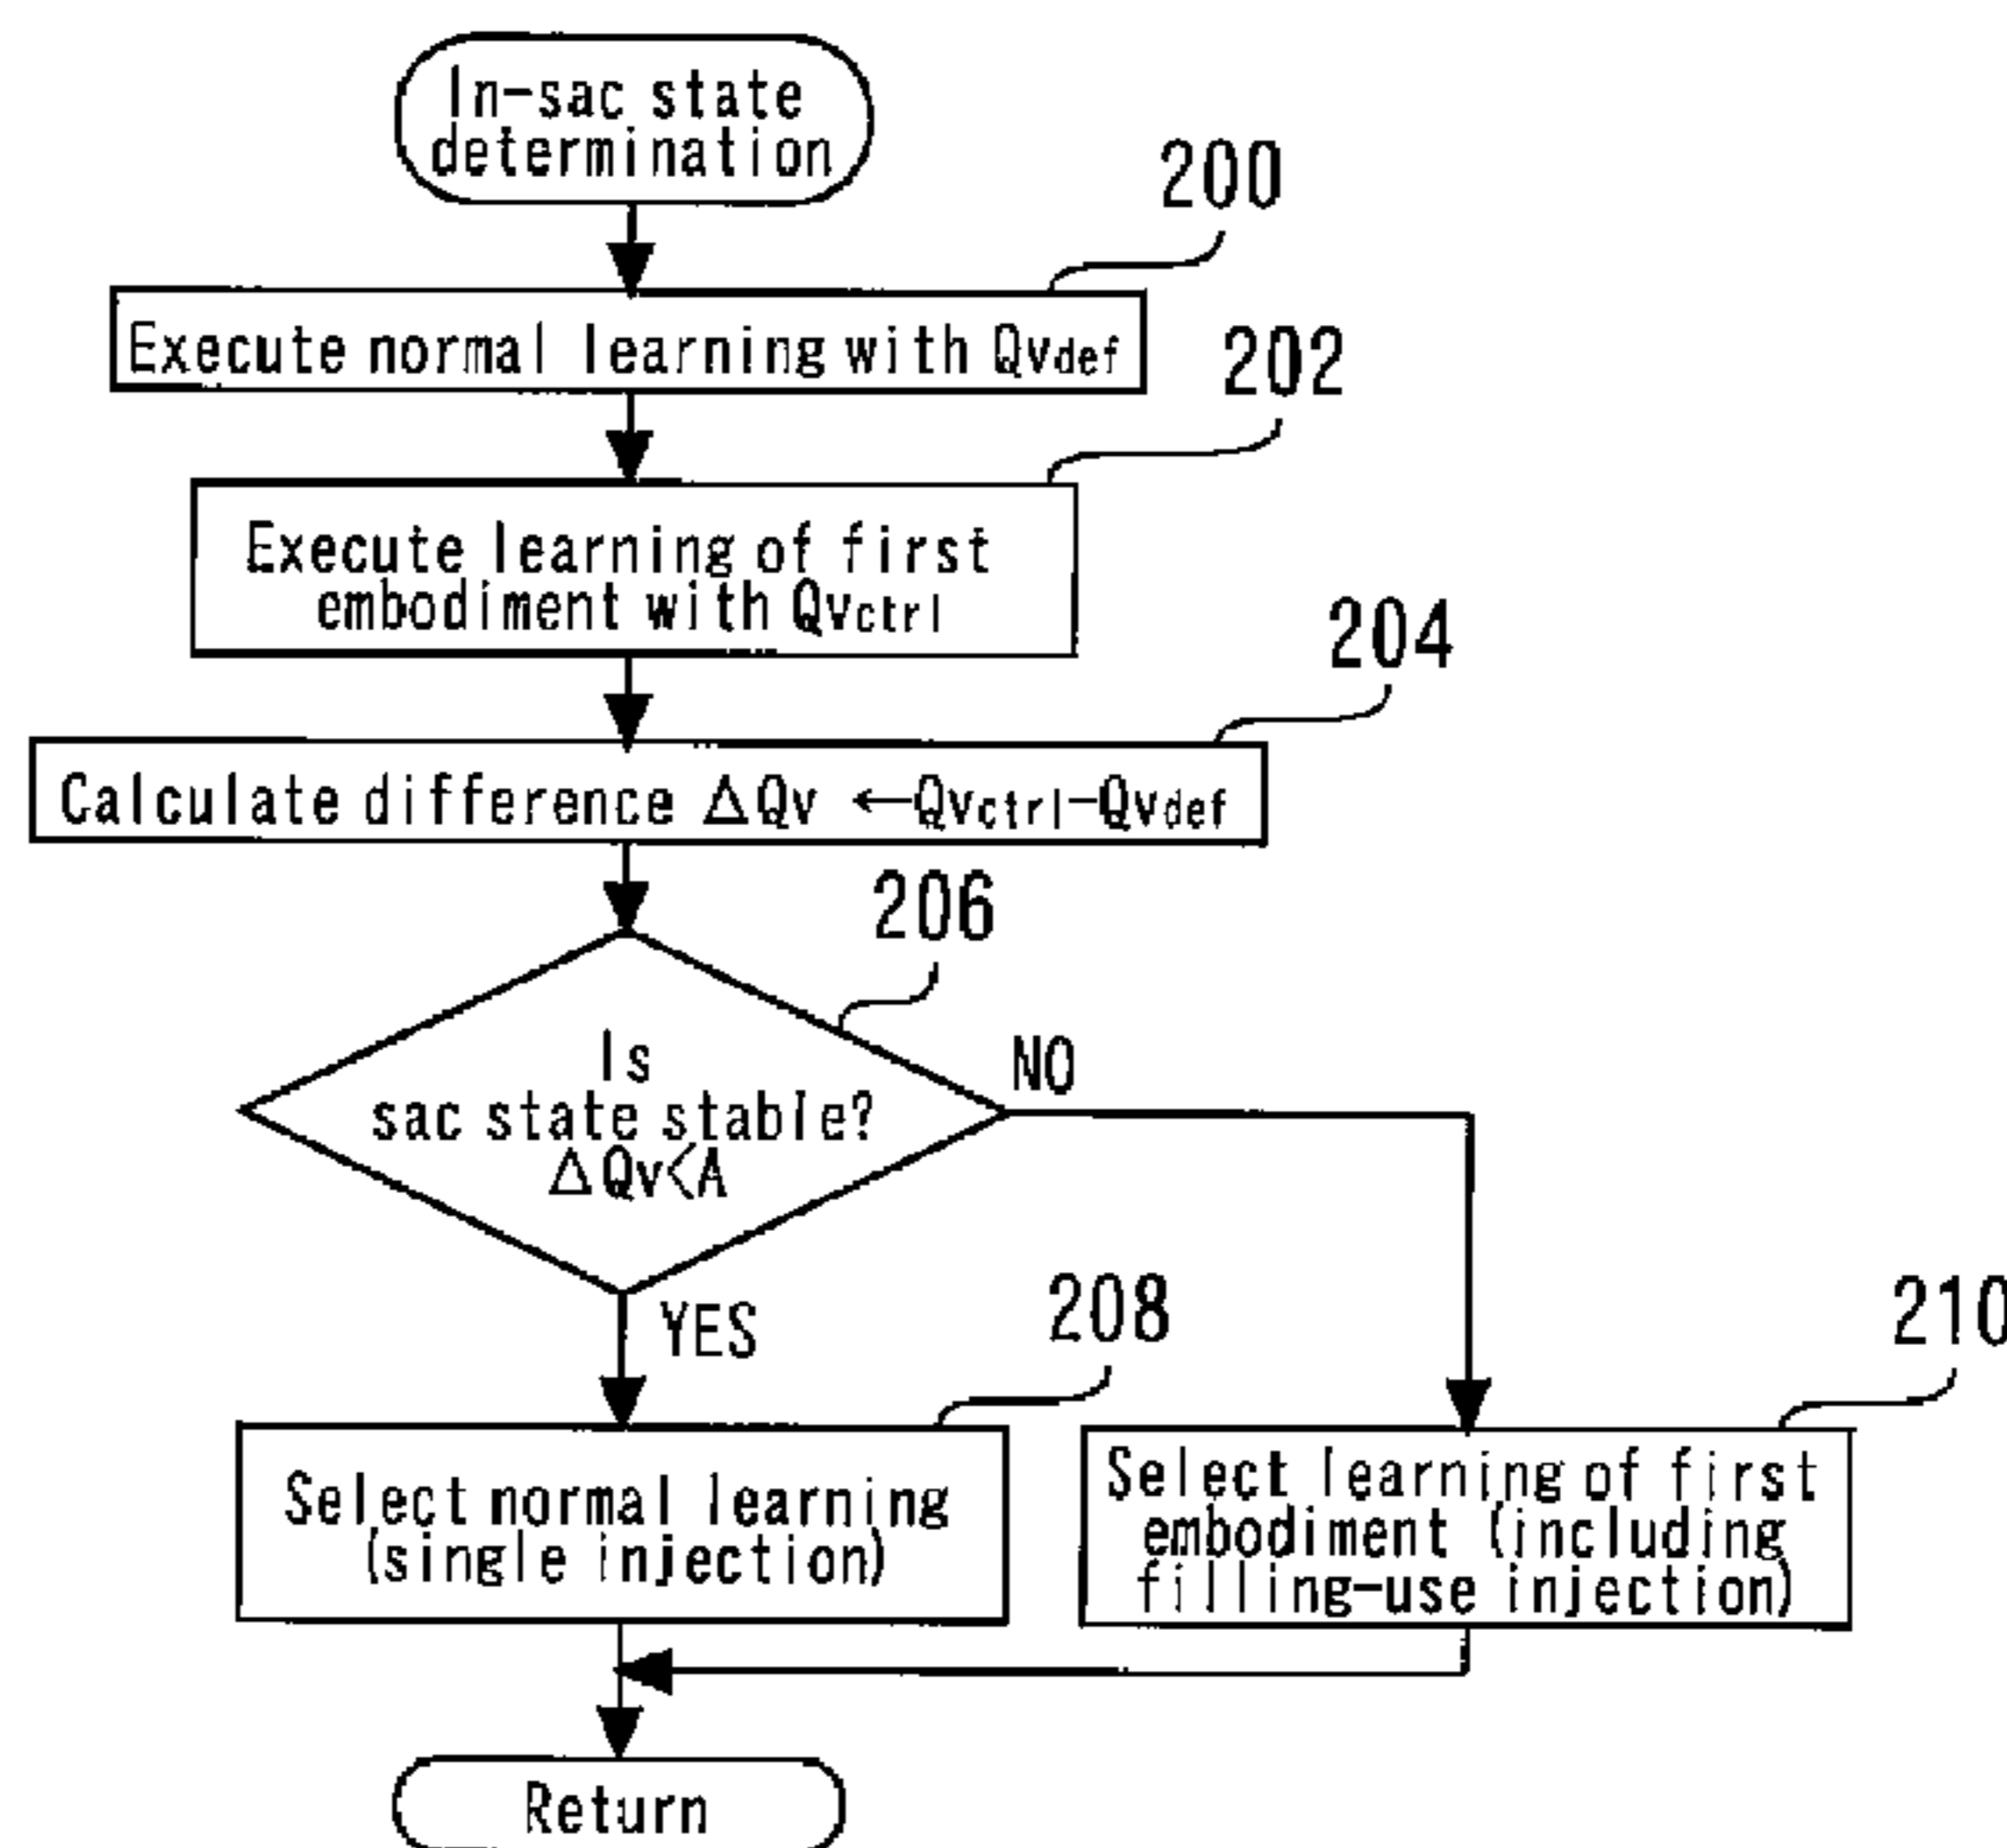 In-sac state
determination
200
Execute normal learning with Qvdef
202
Execute learning of first
embodiment with Qvctrl
204
Calculate difference ΔQv ←Qvctrl−Qvdef
206
Is
sac state stable?
ΔQv<A
NO
YES
208
Select normal learning
(single injection)
210
Select learning of first
embodiment (including
filling-use injection)
Return